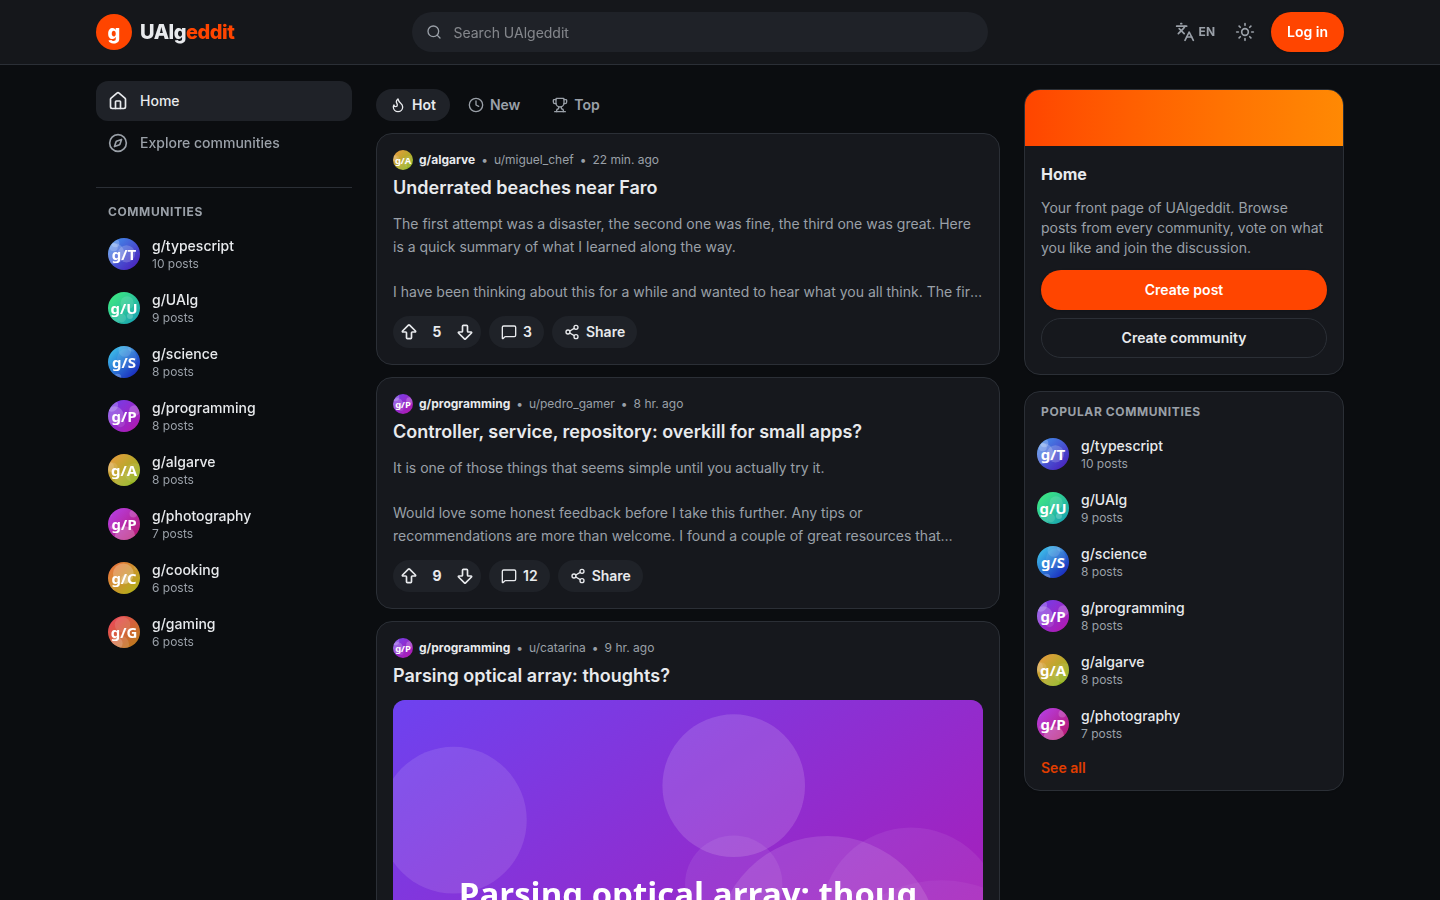 g UAlgeddit
Search UAlgeddit
EN
Log in
Home
Explore communities
COMMUNITIES
g/T g/typescript
10 posts
g/U g/UAlg
9 posts
g/S g/science
8 posts
g/P g/programming
8 posts
g/A g/algarve
8 posts
g/P g/photography
7 posts
g/C g/cooking
6 posts
g/G g/gaming
6 posts
Hot New Top
g/A g/algarve • u/miguel_chef • 22 min. ago
Underrated beaches near Faro
The first attempt was a disaster, the second one was fine, the third one was great. Here
is a quick summary of what I learned along the way.
I have been thinking about this for a while and wanted to hear what you all think. The fir...
5 3 Share
g/P g/programming • u/pedro_gamer • 8 hr. ago
Controller, service, repository: overkill for small apps?
It is one of those things that seems simple until you actually try it.
Would love some honest feedback before I take this further. Any tips or
recommendations are more than welcome. I found a couple of great resources that...
9 12 Share
g/P g/programming • u/catarina • 9 hr. ago
Parsing optical array: thoughts?
Parsing optical array: thoug
Home
Your front page of UAlgeddit. Browse
posts from every community, vote on what
you like and join the discussion.
Create post
Create community
POPULAR COMMUNITIES
g/T g/typescript
10 posts
g/U g/UAlg
9 posts
g/S g/science
8 posts
g/P g/programming
8 posts
g/A g/algarve
8 posts
g/P g/photography
7 posts
See all